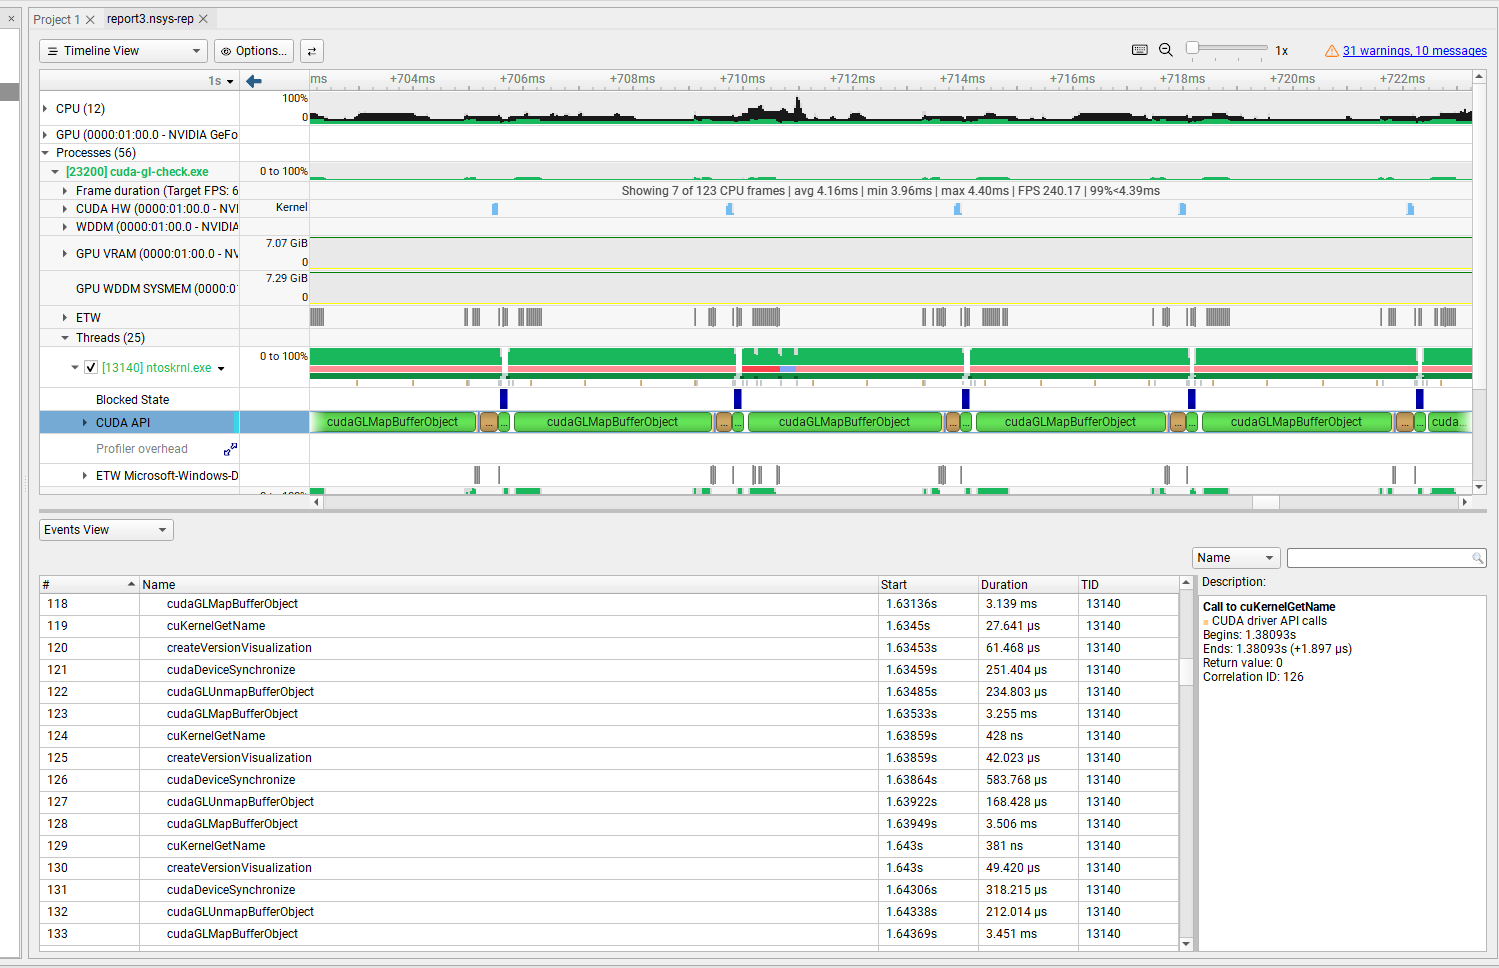 Project 1
report3.nsys-rep
Timeline View
Options...
1x
31 warnings, 10 messages
1s
ms +704ms +706ms +708ms +710ms +712ms +714ms +716ms +718ms +720ms +722ms
CPU (12)
100%
0
GPU (0000:01:00.0 - NVIDIA GeFo
Processes (56)
[23200] cuda-gl-check.exe
0 to 100%
Frame duration (Target FPS: 6
Showing 7 of 123 CPU frames | avg 4.16ms | min 3.96ms | max 4.40ms | FPS 240.17 | 99%<4.39ms
CUDA HW (0000:01:00.0 - NVI
Kernel
WDDM (0000:01:00.0 - NVIDIA
GPU VRAM (0000:01:00.0 - NV
7.07 GiB
0
GPU WDDM SYSMEM (0000:0
7.29 GiB
0
ETW
Threads (25)
[13140] ntoskrnl.exe
0 to 100%
Blocked State
CUDA API
cudaGLMapBufferObject ... ... cudaGLMapBufferObject ... ... cudaGLMapBufferObject ... ... cudaGLMapBufferObject ... ... cudaGLMapBufferObject ... ... cuda...
Profiler overhead
ETW Microsoft-Windows-D
Events View
Name
Description:
# Name Start Duration TID
118 cudaGLMapBufferObject 1.63136s 3.139 ms 13140
119 cuKernelGetName 1.6345s 27.641 µs 13140
120 createVersionVisualization 1.63453s 61.468 µs 13140
121 cudaDeviceSynchronize 1.63459s 251.404 µs 13140
122 cudaGLUnmapBufferObject 1.63485s 234.803 µs 13140
123 cudaGLMapBufferObject 1.63533s 3.255 ms 13140
124 cuKernelGetName 1.63859s 428 ns 13140
125 createVersionVisualization 1.63859s 42.023 µs 13140
126 cudaDeviceSynchronize 1.63864s 583.768 µs 13140
127 cudaGLUnmapBufferObject 1.63922s 168.428 µs 13140
128 cudaGLMapBufferObject 1.63949s 3.506 ms 13140
129 cuKernelGetName 1.643s 381 ns 13140
130 createVersionVisualization 1.643s 49.420 µs 13140
131 cudaDeviceSynchronize 1.64306s 318.215 µs 13140
132 cudaGLUnmapBufferObject 1.64338s 212.014 µs 13140
133 cudaGLMapBufferObject 1.64369s 3.451 ms 13140
Call to cuKernelGetName
CUDA driver API calls
Begins: 1.38093s
Ends: 1.38093s (+1.897 µs)
Return value: 0
Correlation ID: 126